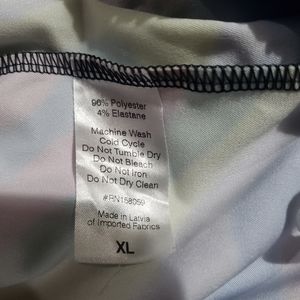 96% Polyester
4% Elastane
Machine Wash
Cold Cycle
Do Not Tumble Dry
Do Not Bleach
Do Not Iron
Do Not Dry Clean
#RN158059
Made in Latvia
of Imported Fabrics
XL